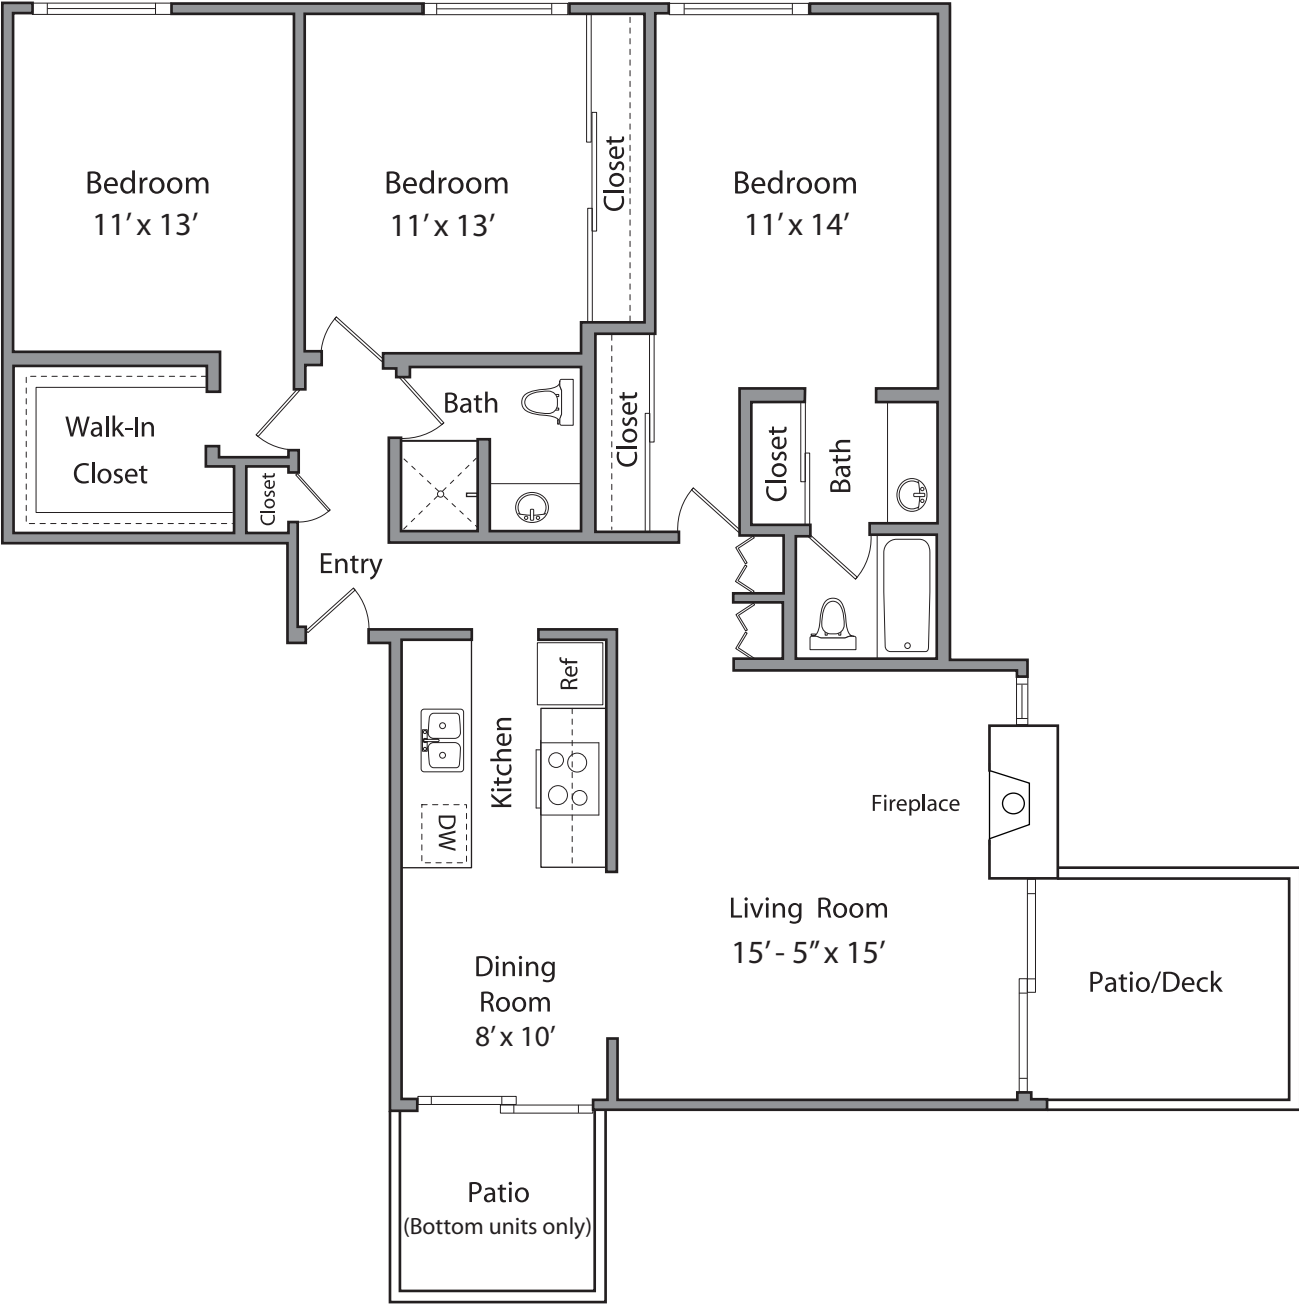 Bedroom
11’ x 13’
Bedroom
11’ x 13’
Closet
Bedroom
11’ x 14’
Walk-In
Closet
Closet
Bath
Closet
Closet
Bath
Entry
Ref
Kitchen
DW
Fireplace
Living Room
15’ - 5” x 15’
Dining
Room
8’ x 10’
Patio/Deck
Patio
(Bottom units only)